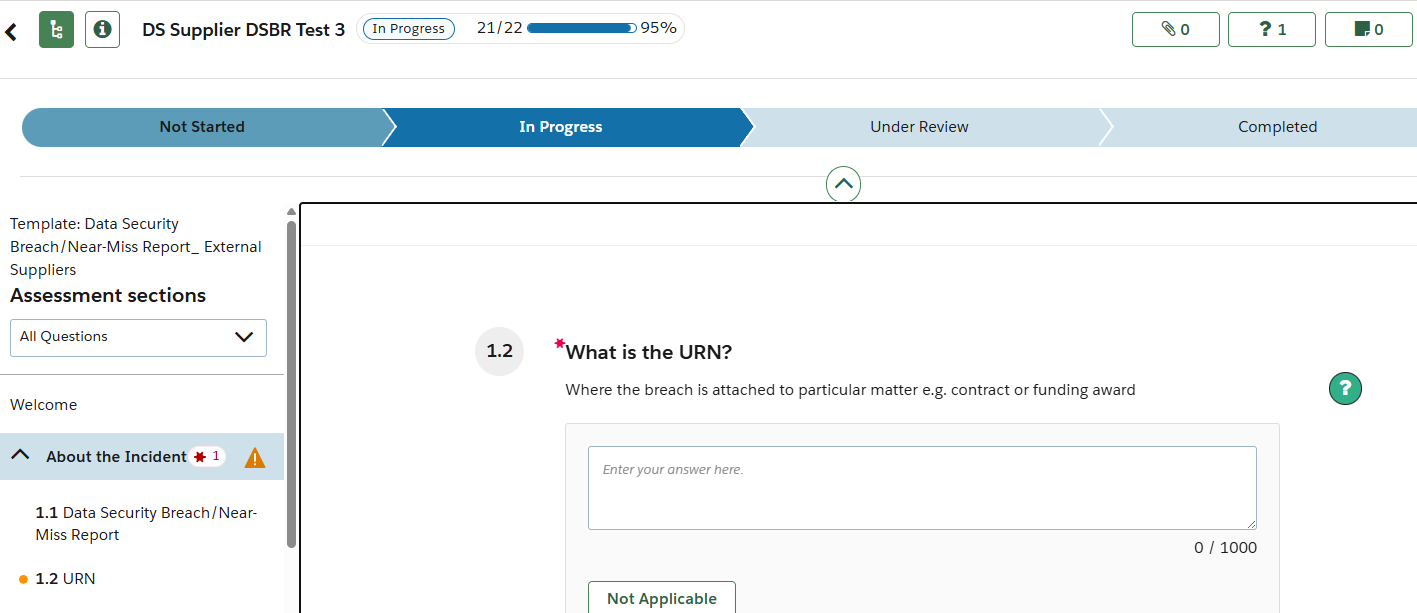 DS Supplier DSBR Test 3 In Progress 21/22 95% 0 ? 1 0
Not Started In Progress Under Review Completed
Template: Data Security
Breach/Near-Miss Report_ External
Suppliers
Assessment sections
All Questions
Welcome
About the Incident * 1
1.1 Data Security Breach/Near-
Miss Report
1.2 URN
1.2 *What is the URN?
Where the breach is attached to particular matter e.g. contract or funding award
?
Enter your answer here.
0 / 1000
Not Applicable